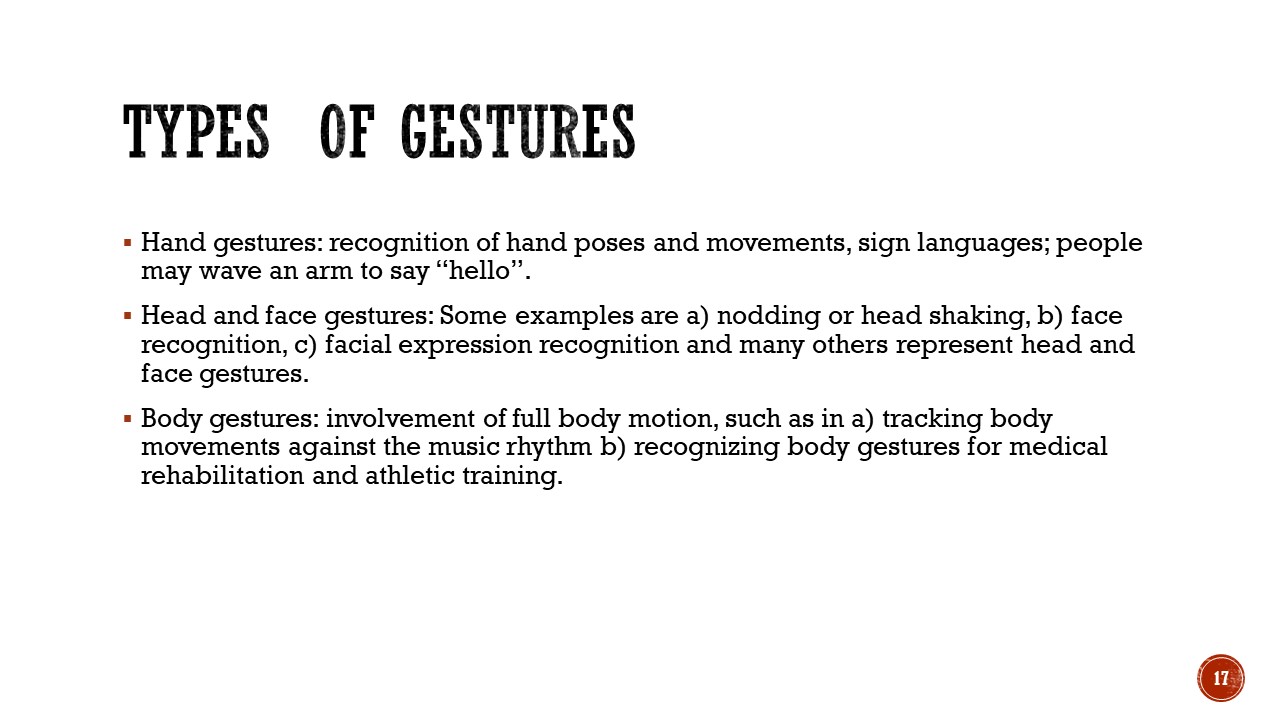 TYPES OF GESTURES
▪ Hand gestures: recognition of hand poses and movements, sign languages; people
may wave an arm to say “hello”.
▪ Head and face gestures: Some examples are a) nodding or head shaking, b) face
recognition, c) facial expression recognition and many others represent head and
face gestures.
▪ Body gestures: involvement of full body motion, such as in a) tracking body
movements against the music rhythm b) recognizing body gestures for medical
rehabilitation and athletic training.
17